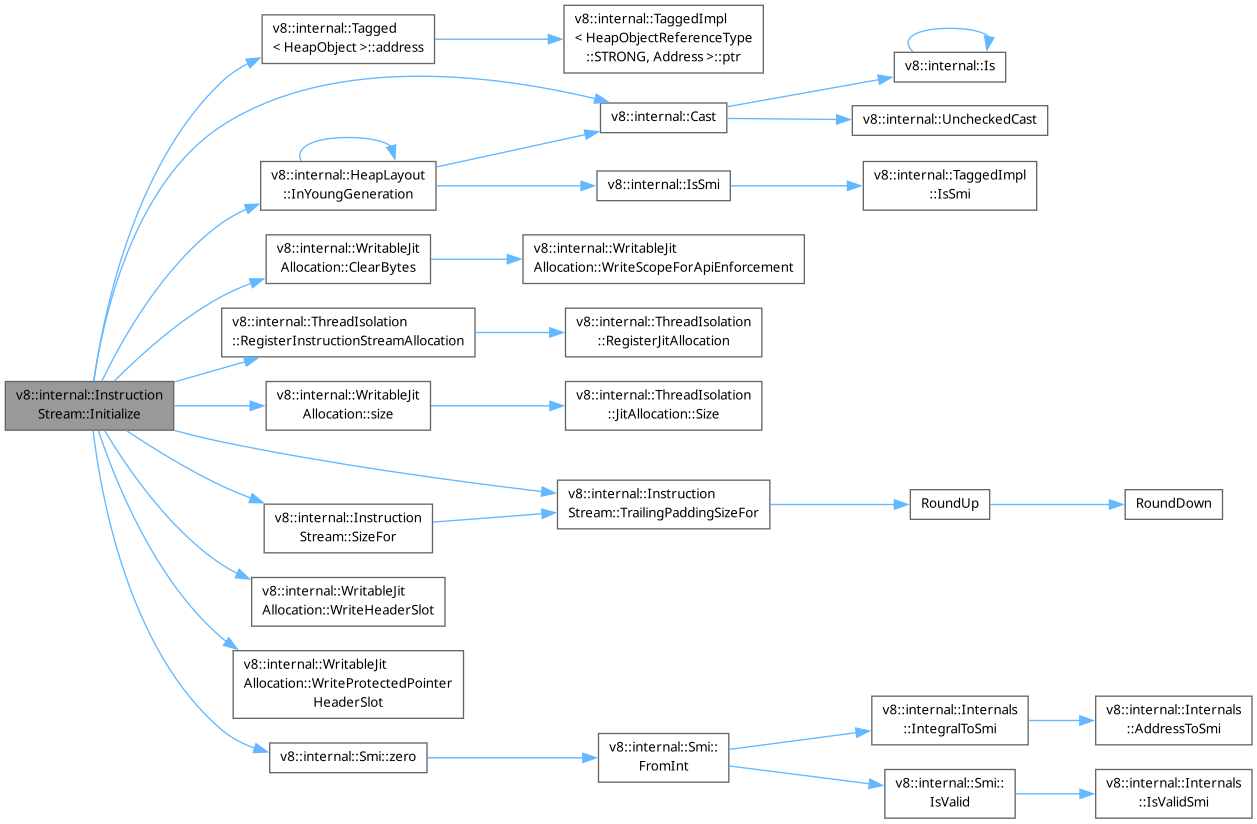 v8::internal::Tagged
< HeapObject >::address
v8::internal::TaggedImpl
< HeapObjectReferenceType
::STRONG, Address >::ptr
v8::internal::Is
v8::internal::Cast
v8::internal::UncheckedCast
v8::internal::HeapLayout
::InYoungGeneration
v8::internal::IsSmi
v8::internal::TaggedImpl
::IsSmi
v8::internal::WritableJit
Allocation::ClearBytes
v8::internal::WritableJit
Allocation::WriteScopeForApiEnforcement
v8::internal::ThreadIsolation
::RegisterInstructionStreamAllocation
v8::internal::ThreadIsolation
::RegisterJitAllocation
v8::internal::Instruction
Stream::Initialize
v8::internal::WritableJit
Allocation::size
v8::internal::ThreadIsolation
::JitAllocation::Size
v8::internal::Instruction
Stream::TrailingPaddingSizeFor
RoundUp
RoundDown
v8::internal::Instruction
Stream::SizeFor
v8::internal::WritableJit
Allocation::WriteHeaderSlot
v8::internal::WritableJit
Allocation::WriteProtectedPointer
HeaderSlot
v8::internal::Smi::zero
v8::internal::Smi::
FromInt
v8::internal::Internals
::IntegralToSmi
v8::internal::Internals
::AddressToSmi
v8::internal::Smi::
IsValid
v8::internal::Internals
::IsValidSmi